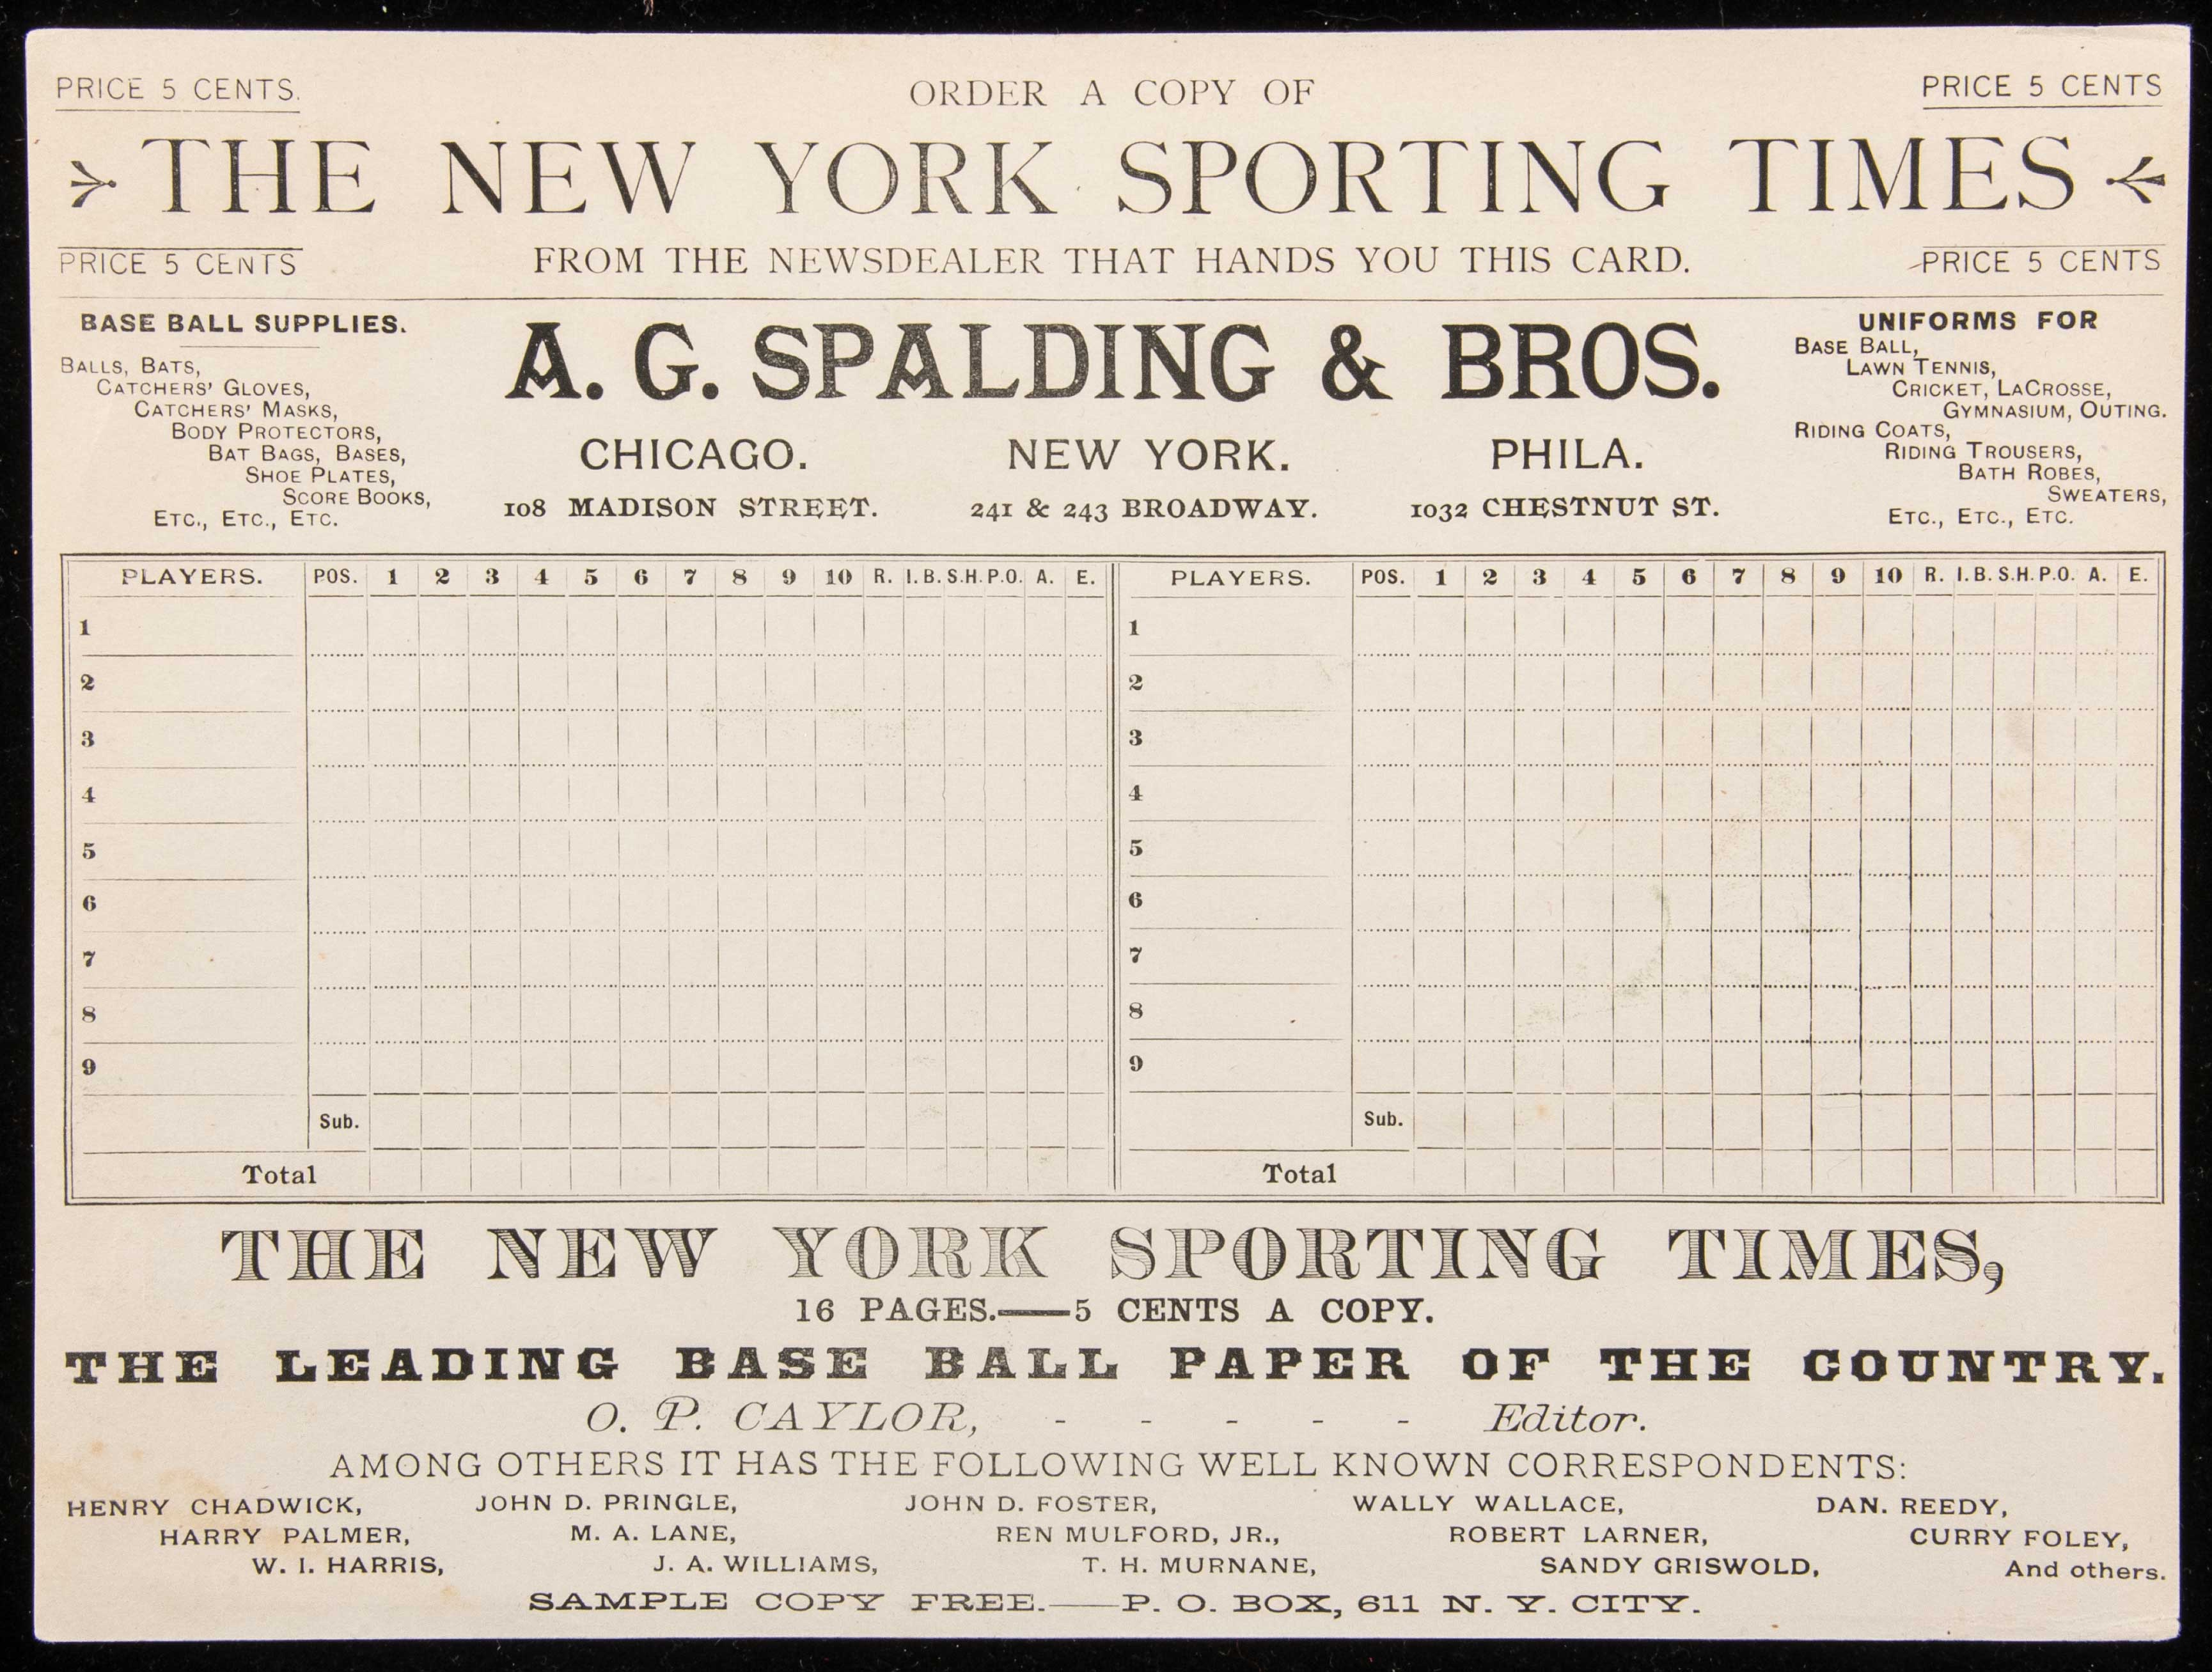 PRICE 5 CENTS.
ORDER A COPY OF
PRICE 5 CENTS
THE NEW YORK SPORTING TIMES
PRICE 5 CENTS
FROM THE NEWSDEALER THAT HANDS YOU THIS CARD.
PRICE 5 CENTS
BASE BALL SUPPLIES.
BALLS, BATS,
CATCHERS' GLOVES,
CATCHERS' MASKS,
BODY PROTECTORS,
BAT BAGS, BASES,
SHOE PLATES,
SCORE BOOKS,
ETC., ETC., ETC.
A. G. SPALDING & BROS.
CHICAGO. NEW YORK. PHILA.
108 MADISON STREET. 241 & 243 BROADWAY. 1032 CHESTNUT ST.
UNIFORMS FOR
BASE BALL,
LAWN TENNIS,
CRICKET, LACROSSE,
GYMNASIUM, OUTING.
RIDING COATS,
RIDING TROUSERS,
BATH ROBES,
SWEATERS,
ETC., ETC., ETC.
PLAYERS. POS. 1 2 3 4 5 6 7 8 9 10 R. I.B. S.H. P.O. A. E.
1
2
3
4
5
6
7
8
9
Sub.
Total
PLAYERS. POS. 1 2 3 4 5 6 7 8 9 10 R. I.B. S.H. P.O. A. E.
1
2
3
4
5
6
7
8
9
Sub.
Total
THE NEW YORK SPORTING TIMES,
16 PAGES.—5 CENTS A COPY.
THE LEADING BASE BALL PAPER OF THE COUNTRY.
O. P. CAYLOR, - - - - - Editor.
AMONG OTHERS IT HAS THE FOLLOWING WELL KNOWN CORRESPONDENTS:
HENRY CHADWICK, JOHN D. PRINGLE, JOHN D. FOSTER, WALLY WALLACE, DAN. REEDY,
HARRY PALMER, M. A. LANE, REN MULFORD, JR., ROBERT LARNER, CURRY FOLEY,
W. I. HARRIS, J. A. WILLIAMS, T. H. MURNANE, SANDY GRISWOLD, And others.
SAMPLE COPY FREE.—P. O. BOX, 611 N. Y. CITY.